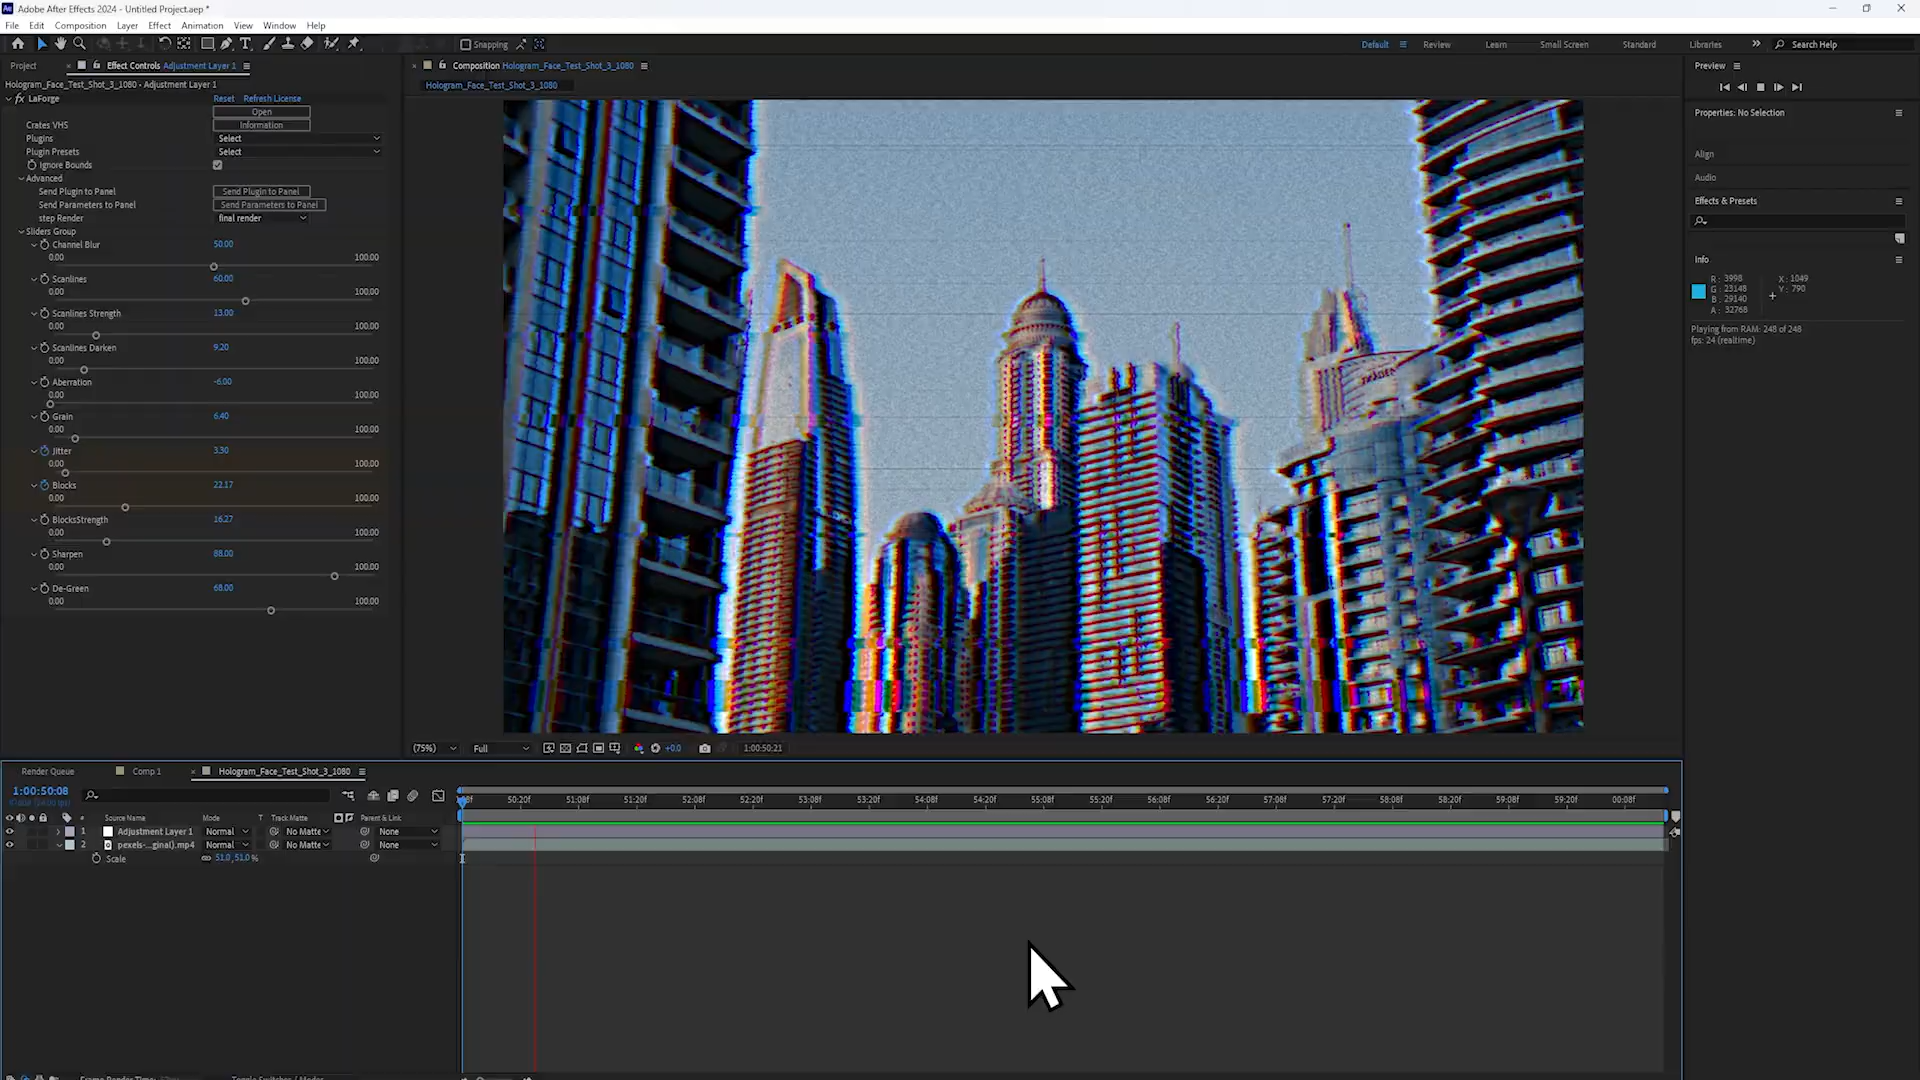 Adobe After Effects 2024 - Untitled Project.aep *
File Edit Composition Layer Effect Animation View Window Help
Snapping
Default Review Learn Small Screen Standard Libraries Search Help
Project Effect Controls Adjustment Layer 1
Composition Hologram_Face_Test_Shot_3_1080
Preview
Hologram_Face_Test_Shot_3_1080 • Adjustment Layer 1
Hologram_Face_Test_Shot_3_1080
fx LaForge Reset Refresh License
Open
Crates VHS Information
Plugins Select
Plugin Presets Select
Ignore Bounds
Advanced
Send Plugin to Panel Send Plugin to Panel
Send Parameters to Panel Send Parameters to Panel
step Render final render
Sliders Group
Channel Blur 50.00
0.00 100.00
Scanlines 60.00
0.00 100.00
Scanlines Strength 13.00
0.00 100.00
Scanlines Darken 9.20
0.00 100.00
Aberration -6.00
0.00 100.00
Grain 6.40
0.00 100.00
Jitter 3.30
0.00 100.00
Blocks 22.17
0.00 100.00
BlocksStrength 16.27
0.00 100.00
Sharpen 88.00
0.00 100.00
De-Green 68.00
0.00 100.00
Properties: No Selection
Align
Audio
Effects & Presets
Info
R: 3998 X: 1049
G: 23148 Y: 790
B: 29140
A: 32768
Playing from RAM: 248 of 248
fps: 24 (realtime)
(75%) Full +0.0 1:00:50:21
Render Queue Comp 1 Hologram_Face_Test_Shot_3_1080
1:00:50:08
50:20f 51:08f 51:20f 52:08f 52:20f 53:08f 53:20f 54:08f 54:20f 55:08f 55:20f 56:08f 56:20f 57:08f 57:20f 58:08f 58:20f 59:08f 59:20f 00:08f
# Source Name Mode T Track Matte Parent & Link
1 Adjustment Layer 1 Normal No Matte None
2 pexels-...ginal).mp4 Normal No Matte None
Scale 51.0,51.0%